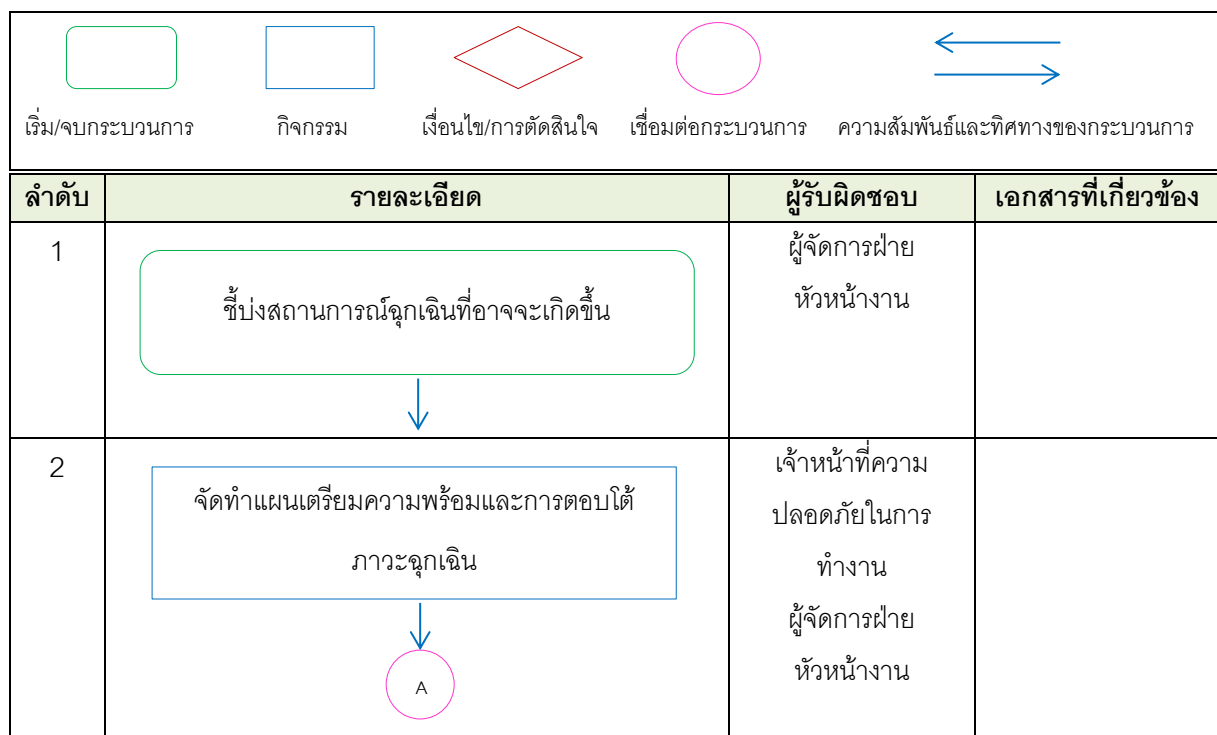 เริ่ม/จบกระบวนการ กิจกรรม เงื่อนไข/การตัดสินใจ เชื่อมต่อกระบวนการ ความสัมพันธ์และทิศทางของกระบวนการ
ลำดับ รายละเอียด ผู้รับผิดชอบ เอกสารที่เกี่ยวข้อง
1
ชี้บ่งสถานการณ์ฉุกเฉินที่อาจจะเกิดขึ้น
ผู้จัดการฝ่าย
หัวหน้างาน
2
จัดทำแผนเตรียมความพร้อมและการตอบโต้
ภาวะฉุกเฉิน
A
เจ้าหน้าที่ความ
ปลอดภัยในการ
ทำงาน
ผู้จัดการฝ่าย
หัวหน้างาน